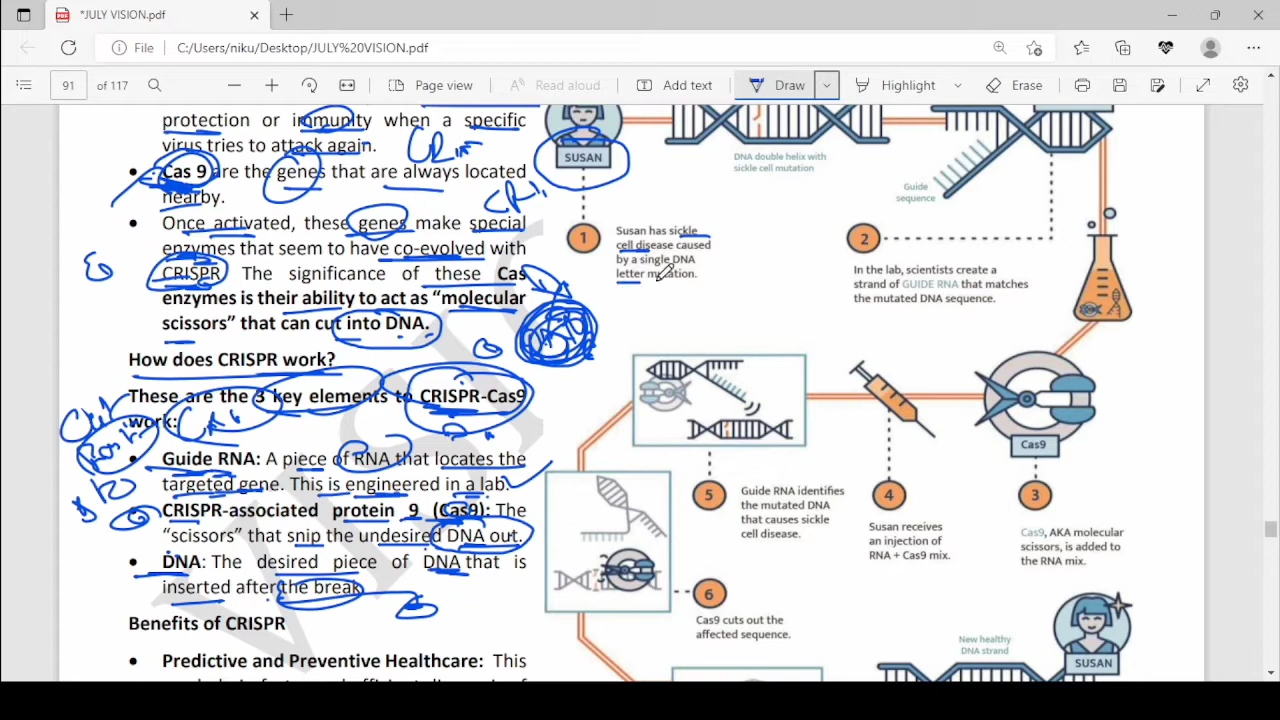 *JULY VISION.pdf
File
C:/Users/niku/Desktop/JULY%20VISION.pdf
91
of 117
Page view
Read aloud
Add text
Draw
Highlight
Erase
protection or immunity when a specific
virus tries to attack again.
• Cas 9 are the genes that are always located
nearby.
• Once activated, these genes make special
enzymes that seem to have co-evolved with
CRISPR The significance of these Cas
enzymes is their ability to act as “molecular
scissors” that can cut into DNA.
How does CRISPR work?
These are the 3 key elements to CRISPR-Cas9
work:
• Guide RNA: A piece of RNA that locates the
targeted gene. This is engineered in a lab.
• CRISPR-associated protein 9 (Cas9): The
“scissors” that snip the undesired DNA out.
• DNA: The desired piece of DNA that is
inserted after the break
Benefits of CRISPR
• Predictive and Preventive Healthcare: This
SUSAN
DNA double helix with
sickle cell mutation
Guide
sequence
1
Susan has sickle
cell disease caused
by a single DNA
letter mutation.
2
In the lab, scientists create a
strand of GUIDE RNA that matches
the mutated DNA sequence.
Cas9
3
Cas9, AKA molecular
scissors, is added to
the RNA mix.
4
Susan receives
an injection of
RNA + Cas9 mix.
5
Guide RNA identifies
the mutated DNA
that causes sickle
cell disease.
6
Cas9 cuts out the
affected sequence.
New healthy
DNA strand
SUSAN